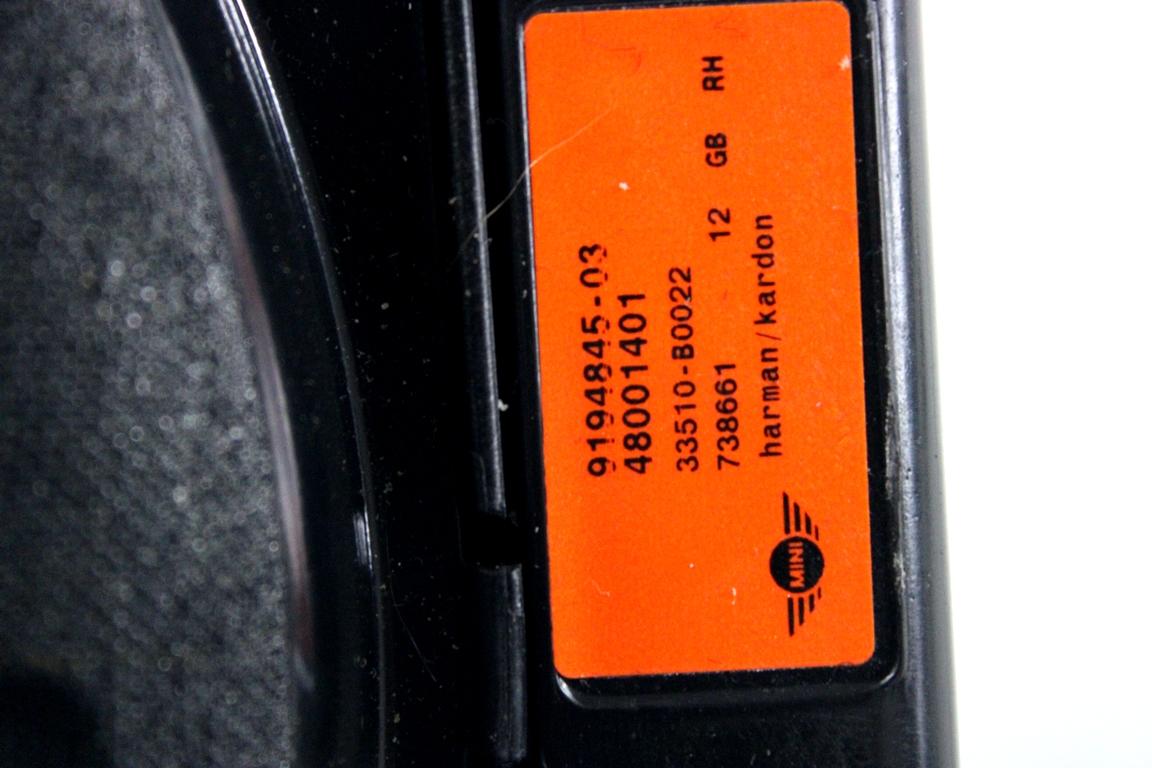 9194845-03
48001401
33510-B0022
738661 12 GB RH
harman/kardon
MINI